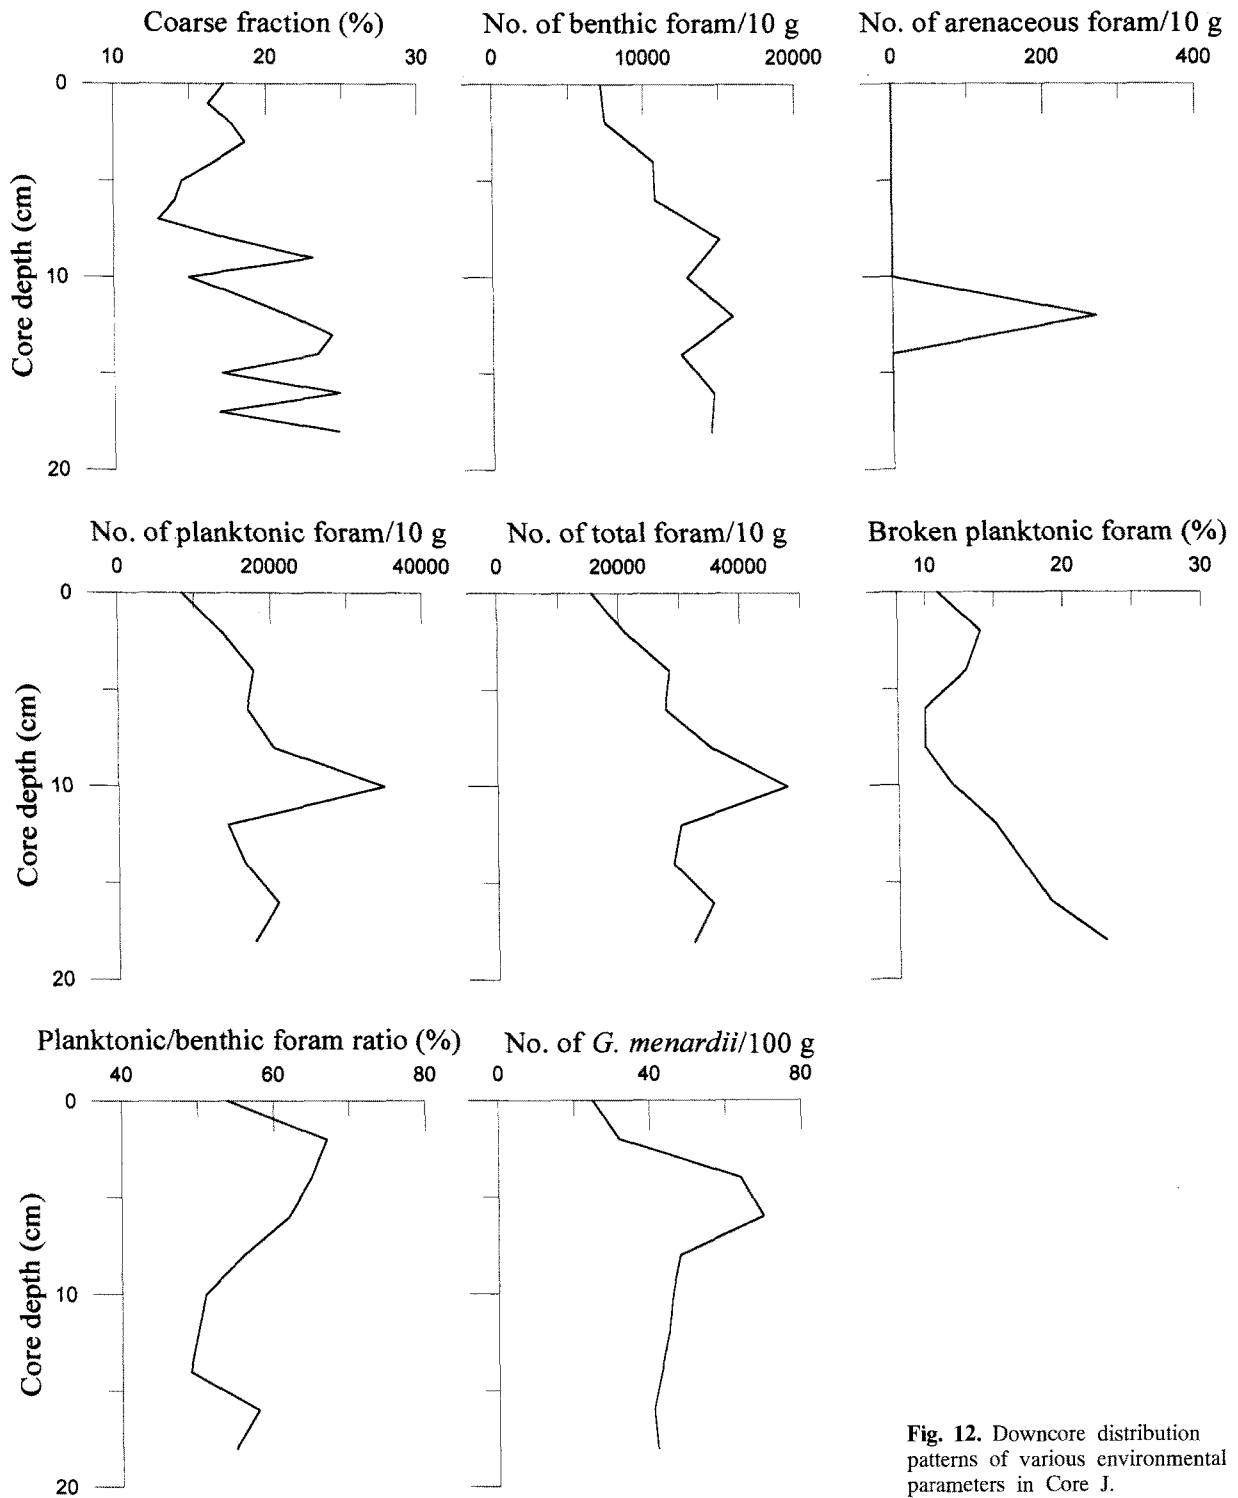 Coarse fraction (%)
No. of benthic foram/10 g
No. of arenaceous foram/10 g
10 20 30
0 10000 20000
0 200 400
0
10
20
Core depth (cm)
No. of planktonic foram/10 g
No. of total foram/10 g
Broken planktonic foram (%)
0 20000 40000
0 20000 40000
10 20 30
0
10
20
Core depth (cm)
Planktonic/benthic foram ratio (%)
No. of G. menardii/100 g
40 60 80
0 40 80
0
10
20
Core depth (cm)
Fig. 12. Downcore distribution
patterns of various environmental
parameters in Core J.